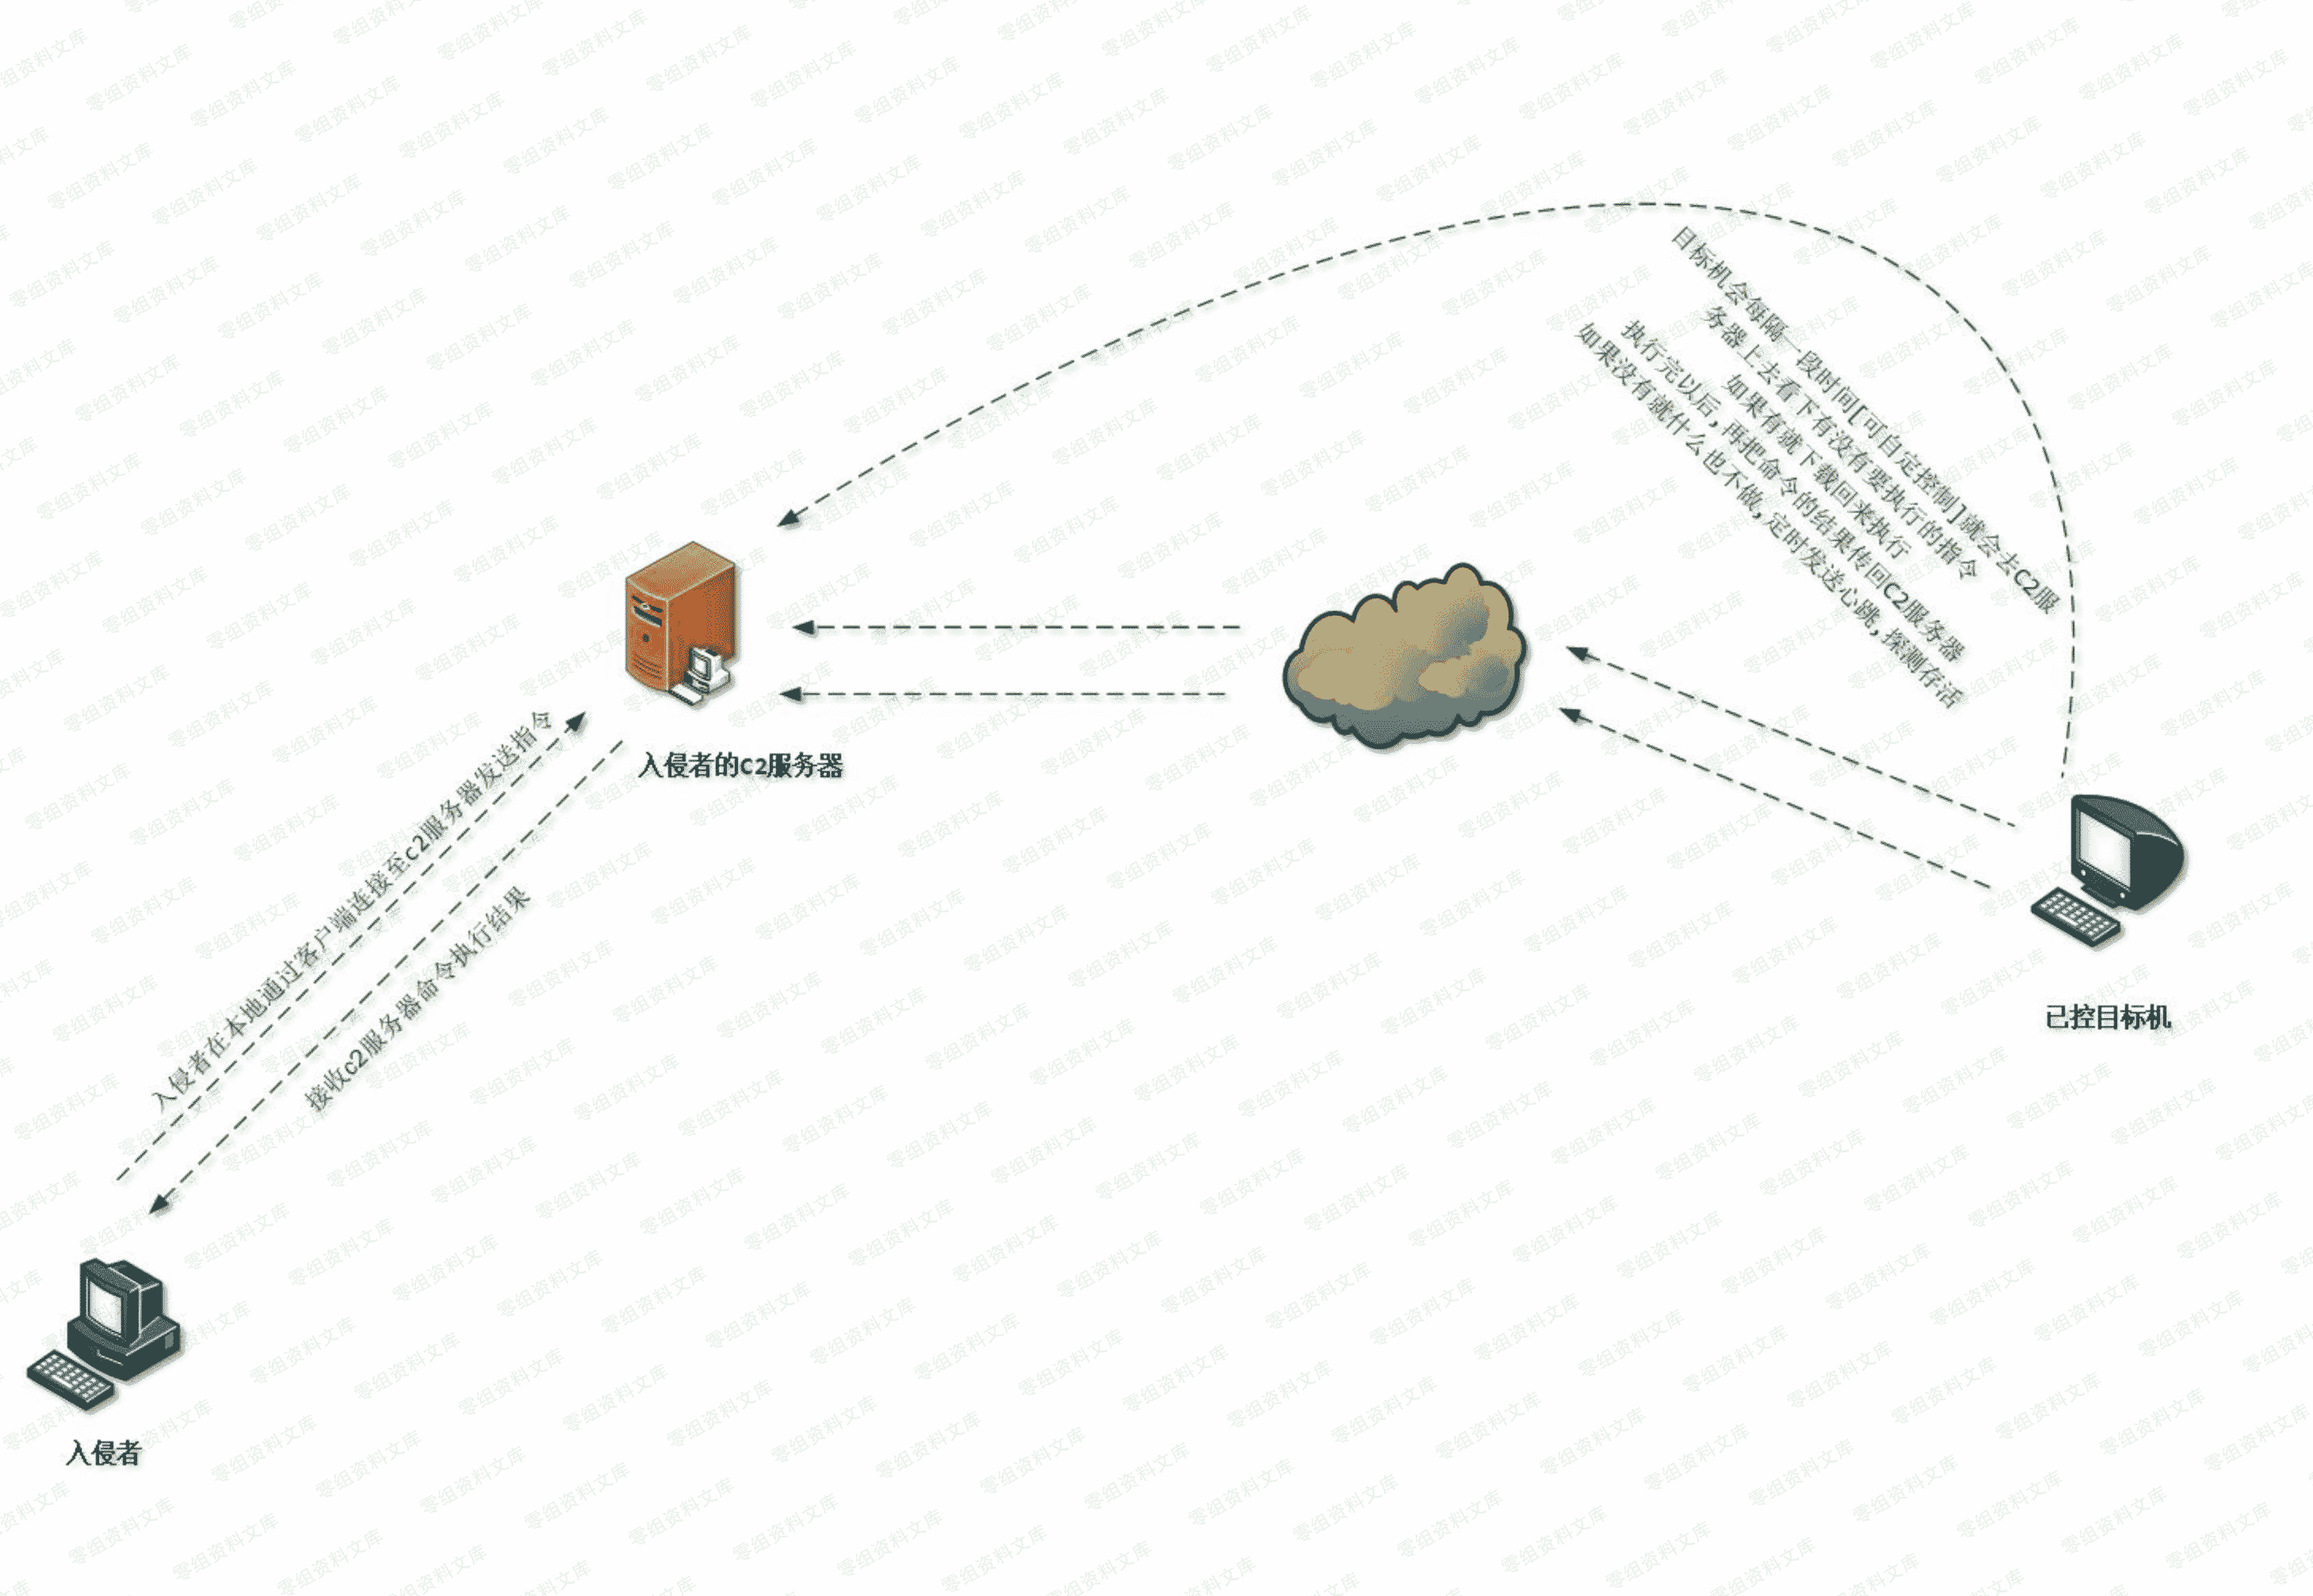 目标机会每隔一段时间[可自定控制]就会去C2服
务器上去看下有没有要执行的指令
如果有就下载回来执行
执行完以后,再把命令的结果传回C2服务器
如果没有就什么也不做,定时发送心跳,探测存活
入侵者的C2服务器
入侵者在本地通过客户端连接至c2服务器发送指令
接收c2服务器命令执行结果
已控目标机
入侵者
零组资料文库